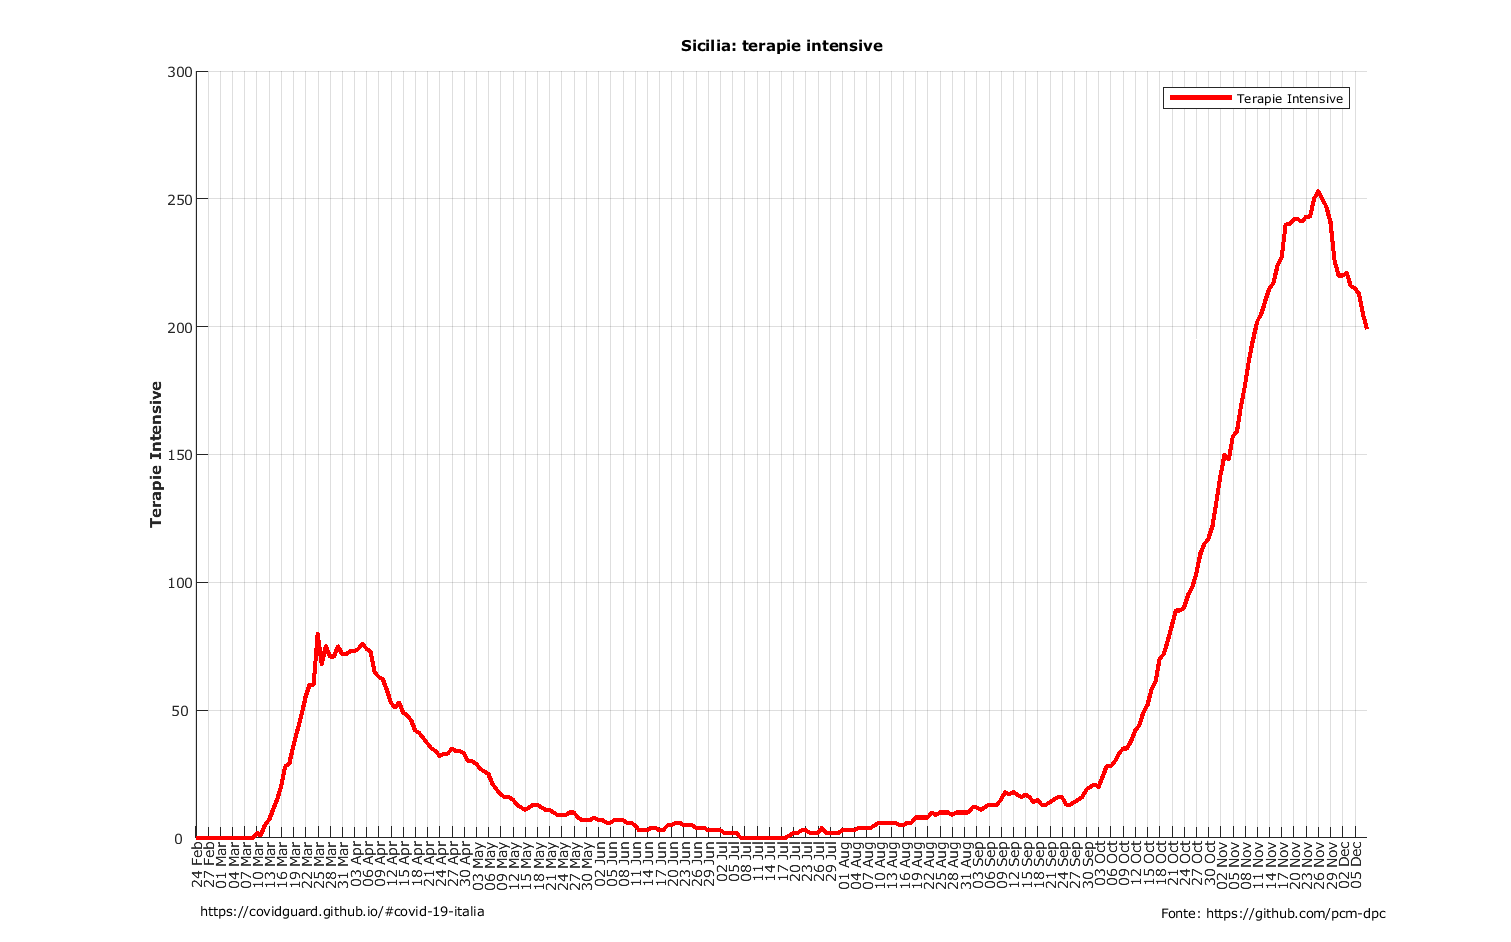 Sicilia: terapie intensive
Terapie Intensive
300
250
200
150
100
50
0
Terapie Intensive
24 Feb
27 Feb
01 Mar
04 Mar
07 Mar
10 Mar
13 Mar
16 Mar
19 Mar
22 Mar
25 Mar
28 Mar
31 Mar
03 Apr
06 Apr
09 Apr
12 Apr
15 Apr
18 Apr
21 Apr
24 Apr
27 Apr
30 Apr
03 May
06 May
09 May
12 May
15 May
18 May
21 May
24 May
27 May
30 May
02 Jun
05 Jun
08 Jun
11 Jun
14 Jun
17 Jun
20 Jun
23 Jun
26 Jun
29 Jun
02 Jul
05 Jul
08 Jul
11 Jul
14 Jul
17 Jul
20 Jul
23 Jul
26 Jul
29 Jul
01 Aug
04 Aug
07 Aug
10 Aug
13 Aug
16 Aug
19 Aug
22 Aug
25 Aug
28 Aug
31 Aug
03 Sep
06 Sep
09 Sep
12 Sep
15 Sep
18 Sep
21 Sep
24 Sep
27 Sep
30 Sep
03 Oct
06 Oct
09 Oct
12 Oct
15 Oct
18 Oct
21 Oct
24 Oct
27 Oct
30 Oct
02 Nov
05 Nov
08 Nov
11 Nov
14 Nov
17 Nov
20 Nov
23 Nov
26 Nov
29 Nov
02 Dec
05 Dec
https://covidguard.github.io/#covid-19-italia
Fonte: https://github.com/pcm-dpc